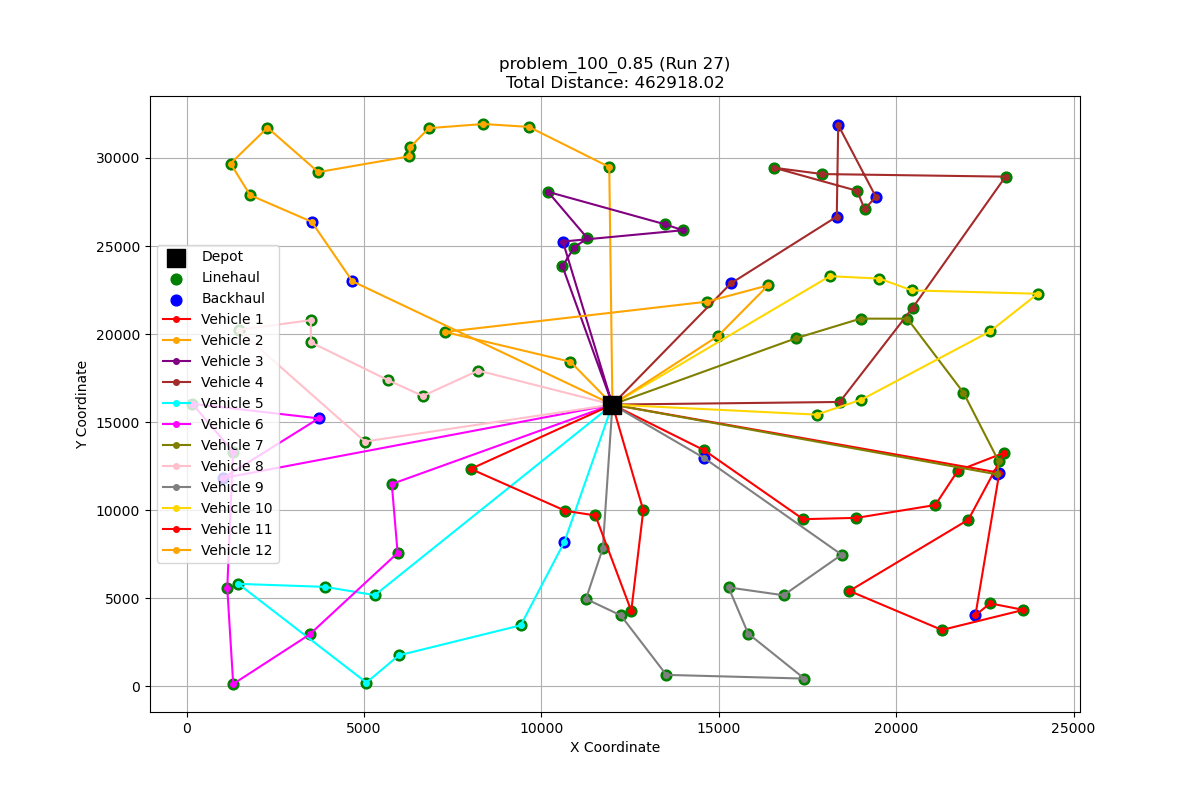 problem_100_0.85 (Run 27)
Total Distance: 462918.02
Y Coordinate
30000
25000
20000
15000
10000
5000
0
Depot
Linehaul
Backhaul
Vehicle 1
Vehicle 2
Vehicle 3
Vehicle 4
Vehicle 5
Vehicle 6
Vehicle 7
Vehicle 8
Vehicle 9
Vehicle 10
Vehicle 11
Vehicle 12
0 5000 10000 15000 20000 25000
X Coordinate